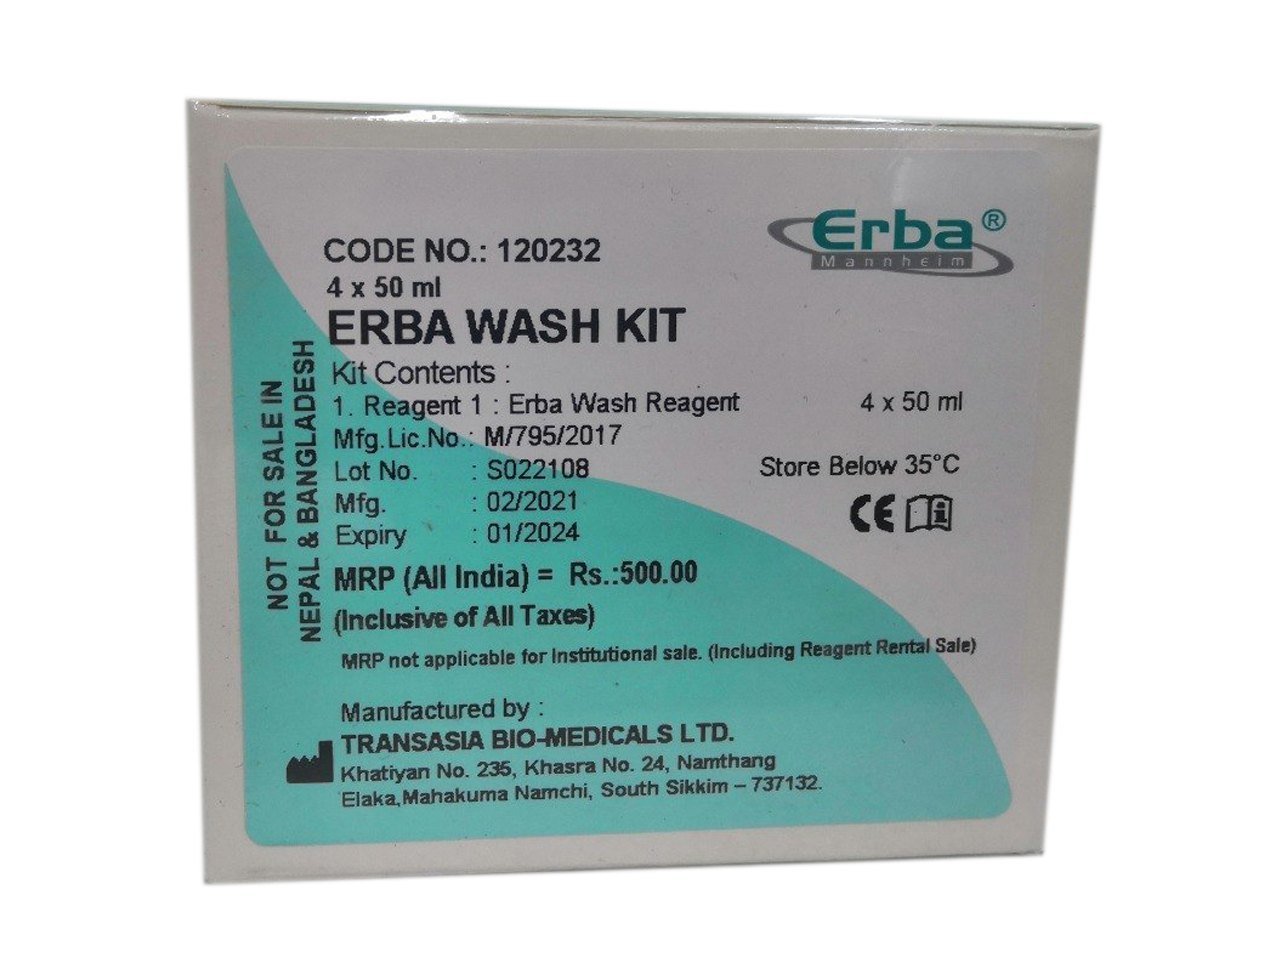 Erba®
Mannheim
CODE NO.: 120232
4 x 50 ml
ERBA WASH KIT
Kit Contents :
1. Reagent 1 : Erba Wash Reagent 4 x 50 ml
Mfg.Lic.No.: M/795/2017
Lot No. : S022108 Store Below 35°C
Mfg. : 02/2021
CE
Expiry : 01/2024
MRP (All India) = Rs.:500.00
(Inclusive of All Taxes)
MRP not applicable for Institutional sale. (Including Reagent Rental Sale)
Manufactured by :
TRANSASIA BIO-MEDICALS LTD.
Khatiyan No. 235, Khasra No. 24, Namthang
Elaka,Mahakuma Namchi, South Sikkim – 737132.
NOT FOR SALE IN
NEPAL & BANGLADESH